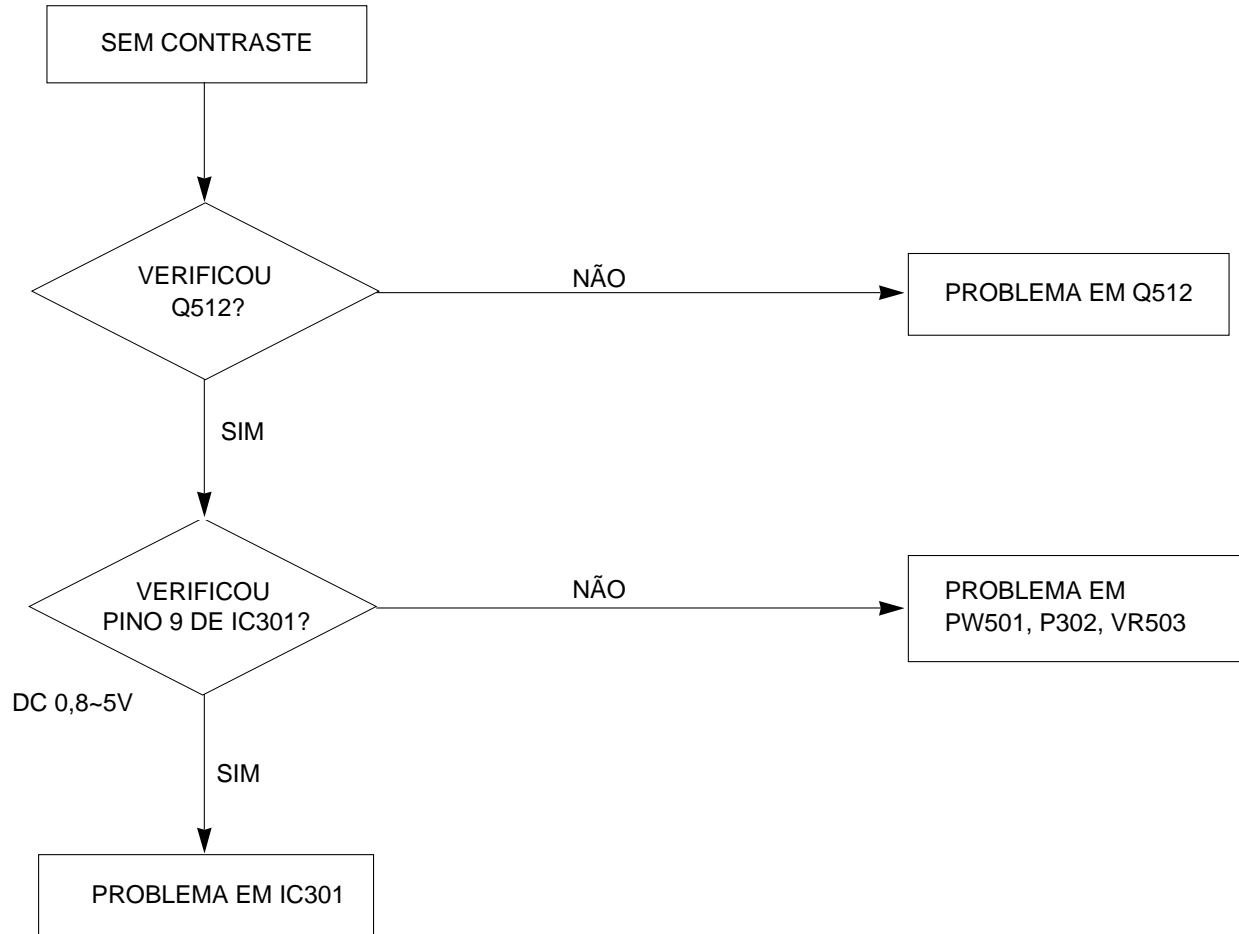 SEM CONTRASTE
VERIFICOU
Q512?
NÃO
PROBLEMA EM Q512
SIM
VERIFICOU
PINO 9 DE IC301?
NÃO
PROBLEMA EM
PW501, P302, VR503
DC 0,8~5V
SIM
PROBLEMA EM IC301